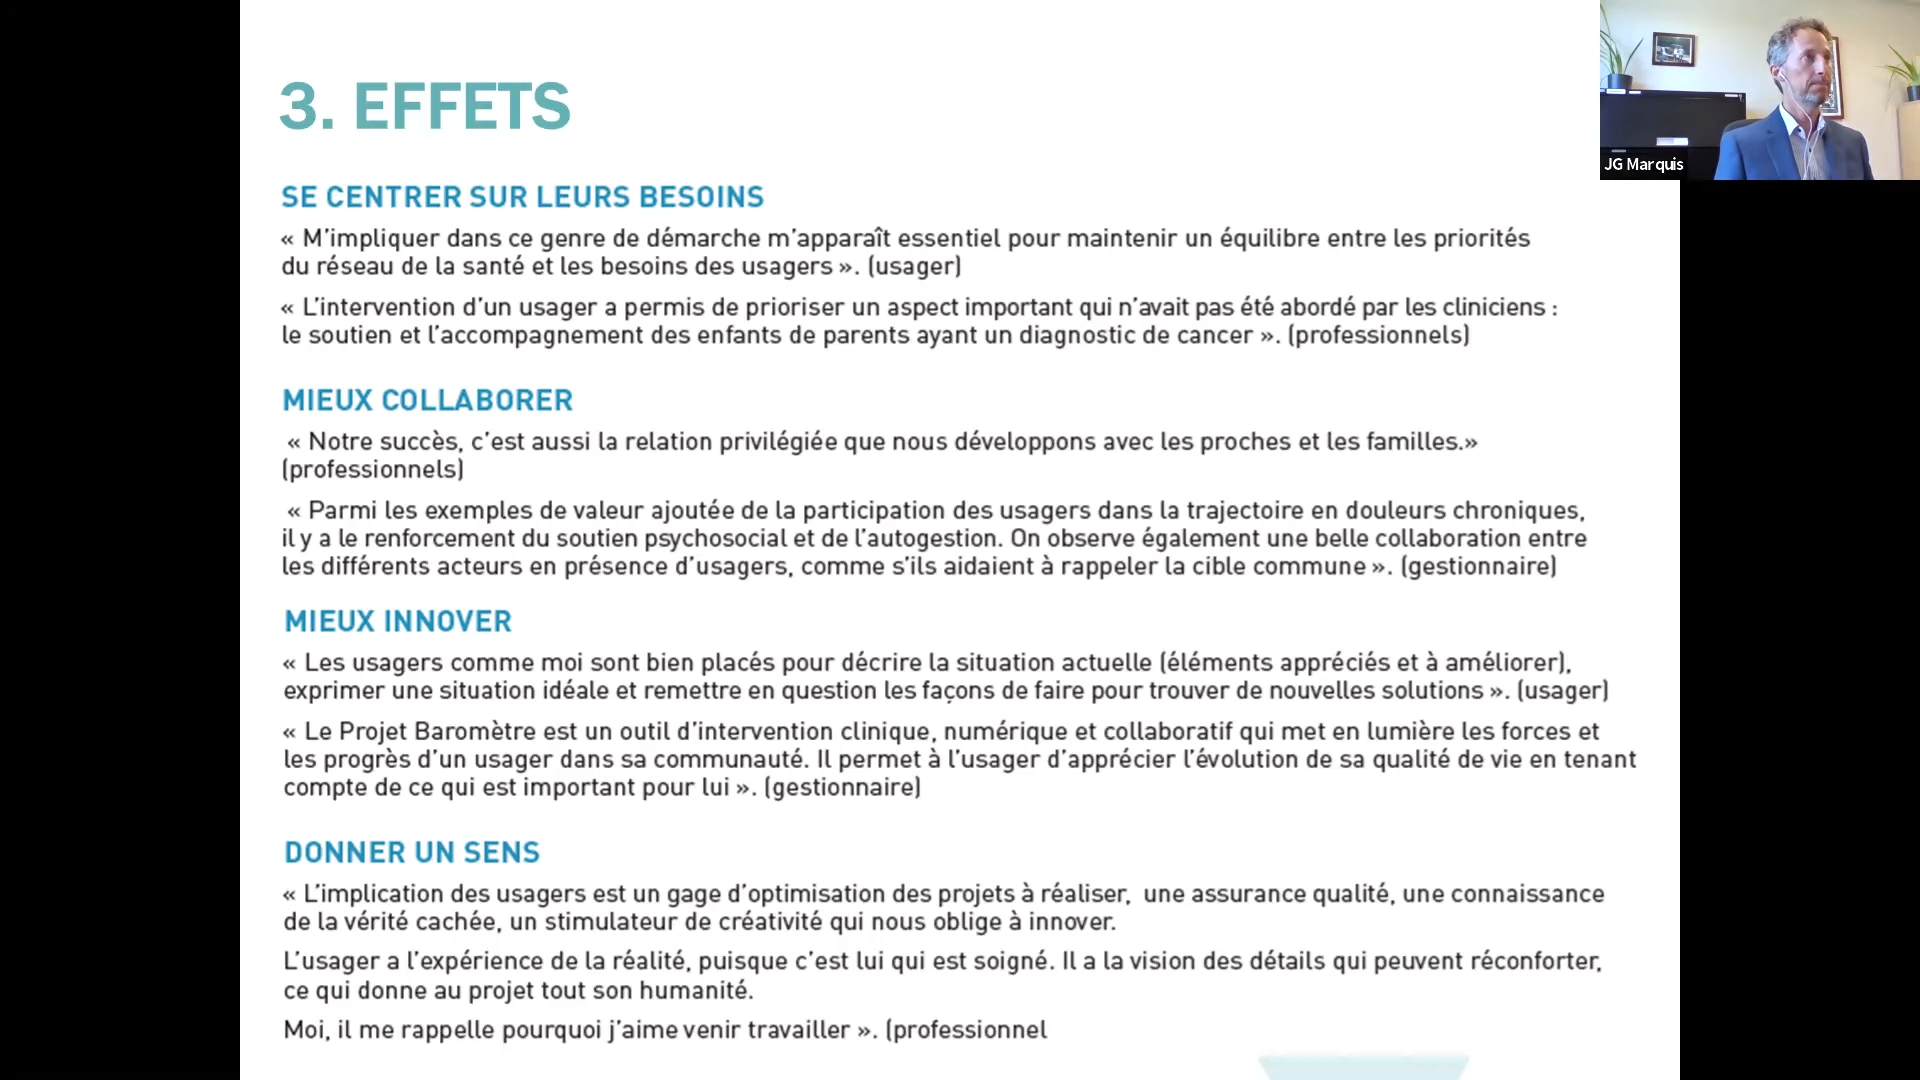 3. EFFETS
JG Marquis
SE CENTRER SUR LEURS BESOINS
« M’impliquer dans ce genre de démarche m’apparaît essentiel pour maintenir un équilibre entre les priorités
du réseau de la santé et les besoins des usagers ». (usager)
« L’intervention d’un usager a permis de prioriser un aspect important qui n’avait pas été abordé par les cliniciens :
le soutien et l’accompagnement des enfants de parents ayant un diagnostic de cancer ». (professionnels)
MIEUX COLLABORER
« Notre succès, c’est aussi la relation privilégiée que nous développons avec les proches et les familles.»
(professionnels)
« Parmi les exemples de valeur ajoutée de la participation des usagers dans la trajectoire en douleurs chroniques,
il y a le renforcement du soutien psychosocial et de l’autogestion. On observe également une belle collaboration entre
les différents acteurs en présence d’usagers, comme s’ils aidaient à rappeler la cible commune ». (gestionnaire)
MIEUX INNOVER
« Les usagers comme moi sont bien placés pour décrire la situation actuelle (éléments appréciés et à améliorer),
exprimer une situation idéale et remettre en question les façons de faire pour trouver de nouvelles solutions ». (usager)
« Le Projet Baromètre est un outil d’intervention clinique, numérique et collaboratif qui met en lumière les forces et
les progrès d’un usager dans sa communauté. Il permet à l’usager d’apprécier l’évolution de sa qualité de vie en tenant
compte de ce qui est important pour lui ». (gestionnaire)
DONNER UN SENS
« L’implication des usagers est un gage d’optimisation des projets à réaliser, une assurance qualité, une connaissance
de la vérité cachée, un stimulateur de créativité qui nous oblige à innover.
L’usager a l’expérience de la réalité, puisque c’est lui qui est soigné. Il a la vision des détails qui peuvent réconforter,
ce qui donne au projet tout son humanité.
Moi, il me rappelle pourquoi j’aime venir travailler ». (professionnel